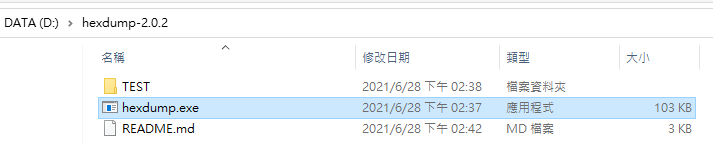 DATA (D:) › hexdump-2.0.2
名稱 修改日期 類型 大小
TEST 2021/6/28 下午 02:38 檔案資料夾
hexdump.exe 2021/6/28 下午 02:37 應用程式 103 KB
README.md 2021/6/28 下午 02:42 MD 檔案 3 KB